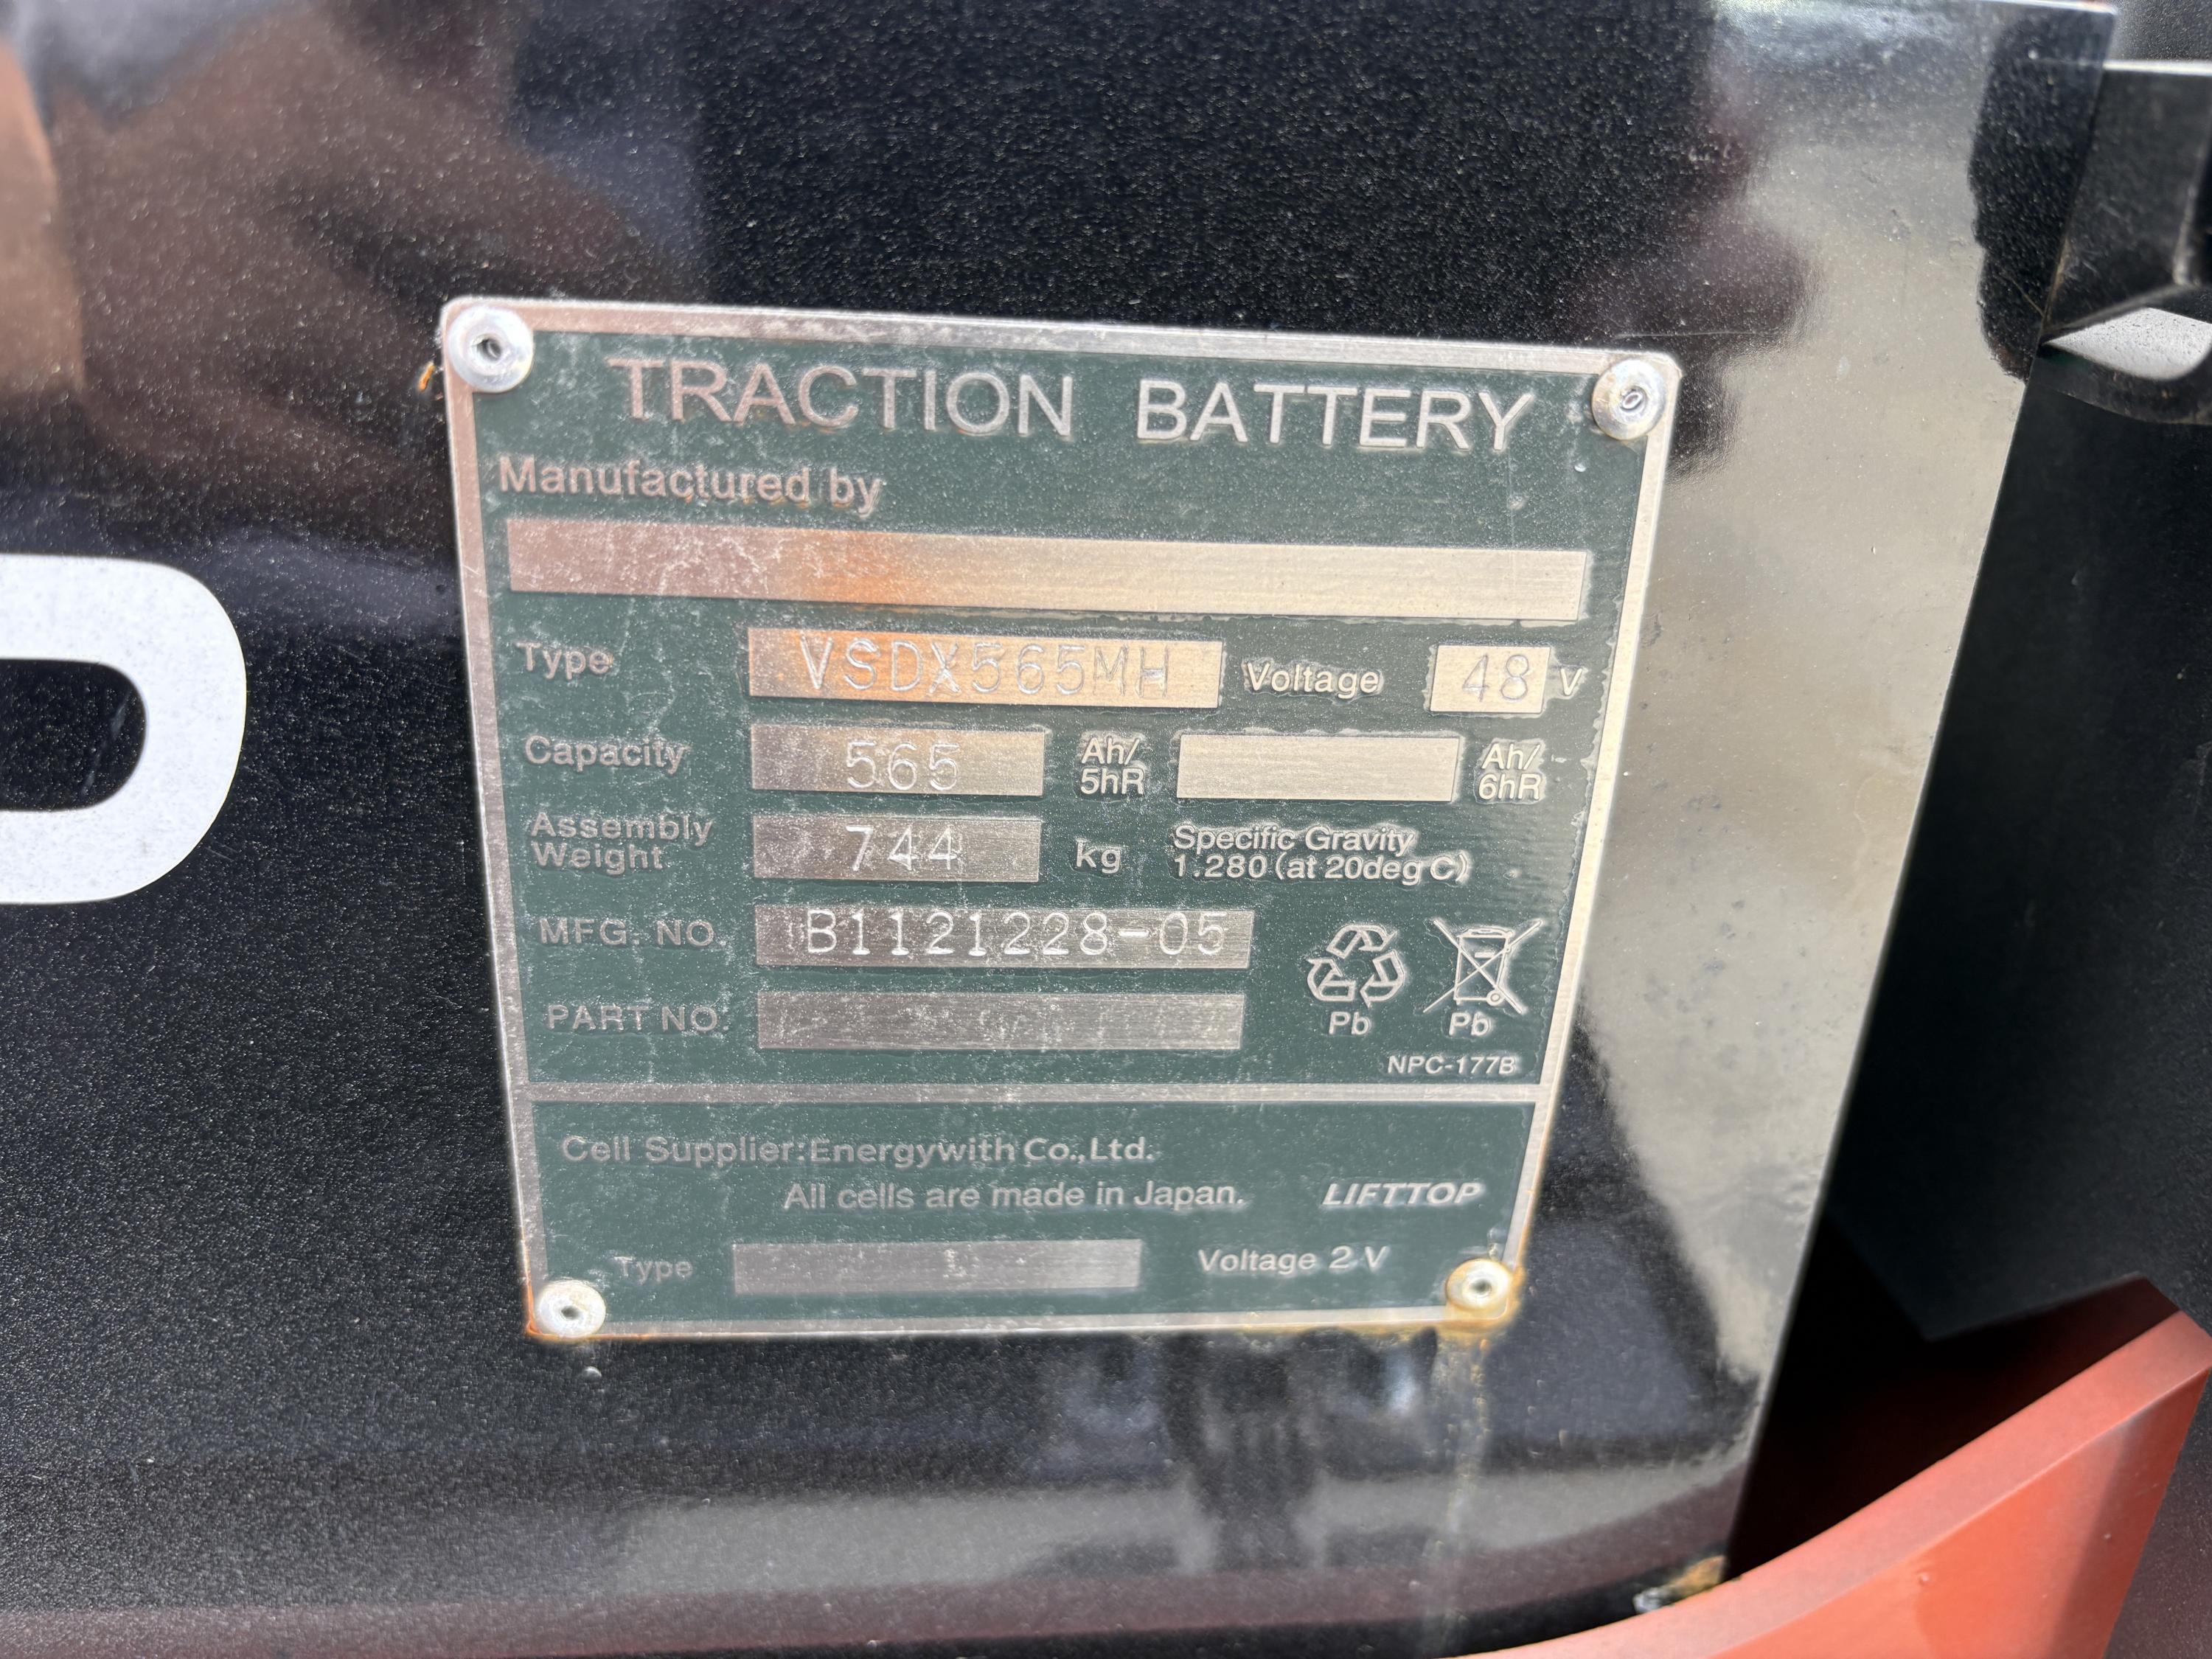 TRACTION BATTERY
Manufactured by
Type VSDX565MH Voltage 48 V
Capacity 565 Ah/5hR Ah/6hR
Assembly Weight 744 kg Specific Gravity 1.280 (at 20deg C)
MFG. NO. B1121228-05
PART NO.
Pb Pb
NPC-177B
Cell Supplier:Energywith Co.,Ltd.
All cells are made in Japan. LIFTTOP
Type Voltage 2 V